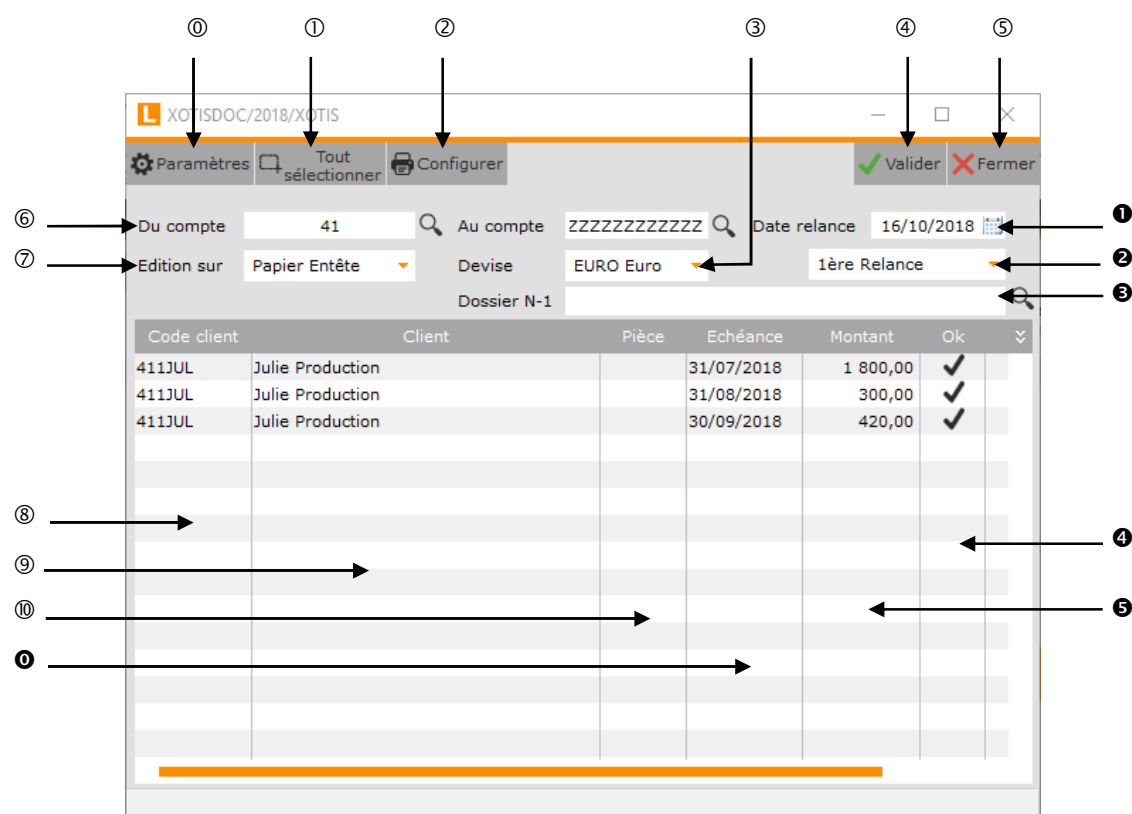 ⓪ ① ② ③ ④ ⑤
L XOTISDOC/2018/XOTIS
Paramètres Tout sélectionner Configurer Valider Fermer
⑥ Du compte 41 Au compte ZZZZZZZZZZZZ Date relance 16/10/2018 ❶
⑦ Edition sur Papier Entête Devise EURO Euro 1ère Relance ❷
Dossier N-1 ❸
Code client Client Pièce Echéance Montant Ok
411JUL Julie Production 31/07/2018 1 800,00
411JUL Julie Production 31/08/2018 300,00
411JUL Julie Production 30/09/2018 420,00
⑧
❹
⑨
⑩ ❺
⓿